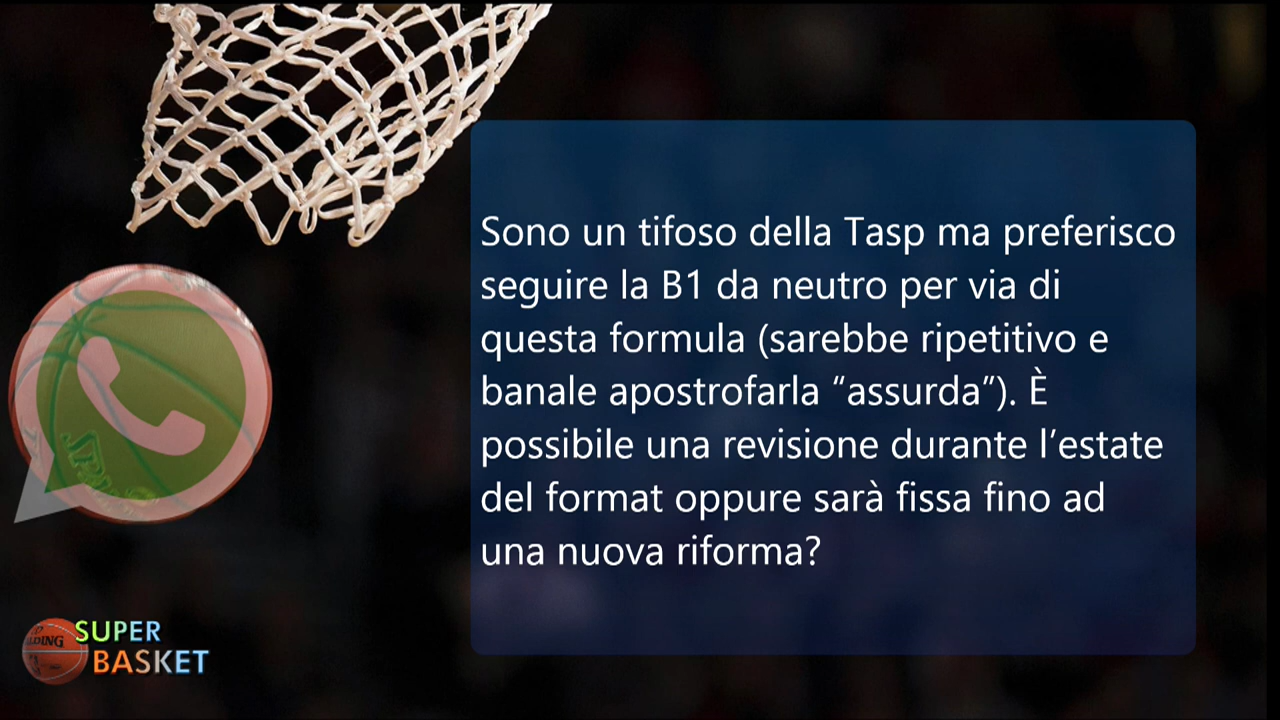 Sono un tifoso della Tasp ma preferisco
seguire la B1 da neutro per via di
questa formula (sarebbe ripetitivo e
banale apostrofarla “assurda”). È
possibile una revisione durante l’estate
del format oppure sarà fissa fino ad
una nuova riforma?
SUPER
BASKET